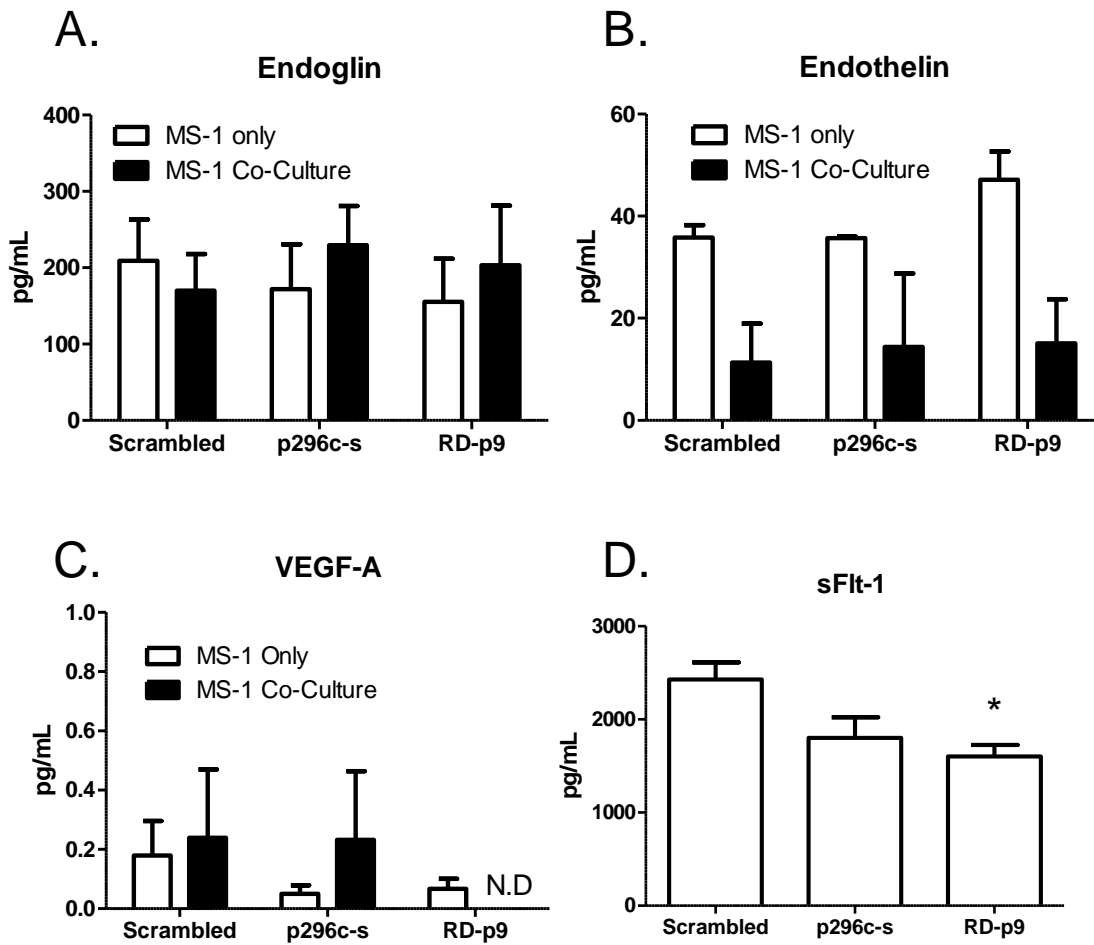 A.
Endoglin
MS-1 only
MS-1 Co-Culture
pg/mL
400
300
200
100
0
Scrambled p296c-s RD-p9
B.
Endothelin
MS-1 only
MS-1 Co-Culture
pg/mL
60
40
20
0
Scrambled p296c-s RD-p9
C.
VEGF-A
MS-1 Only
MS-1 Co-Culture
pg/mL
1.0
0.8
0.6
0.4
0.2
0.0
N.D
Scrambled p296c-s RD-p9
D.
sFlt-1
pg/mL
3000
2000
1000
0
*
Scrambled p296c-s RD-p9